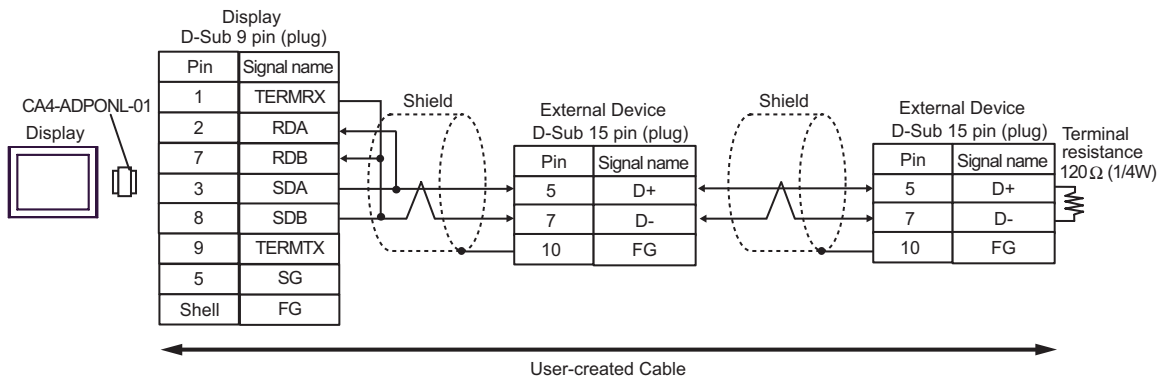 Display
D-Sub 9 pin (plug)
Pin Signal name
1 TERMRX
2 RDA
7 RDB
3 SDA
8 SDB
9 TERMTX
5 SG
Shell FG
CA4-ADPONL-01
Display
Shield
External Device
D-Sub 15 pin (plug)
Pin Signal name
5 D+
7 D-
10 FG
Shield
External Device
D-Sub 15 pin (plug)
Pin Signal name
5 D+
7 D-
10 FG
Terminal
resistance
120Ω (1/4W)
User-created Cable